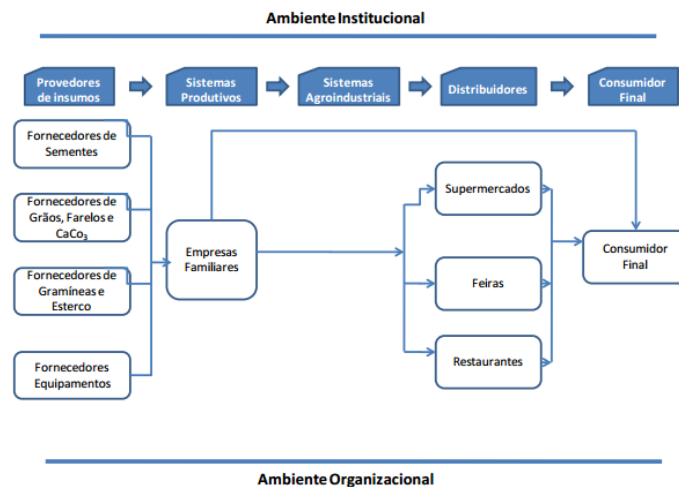 Ambiente Institucional
Provedores
de insumos
Sistemas
Produtivos
Sistemas
Agroindustriais
Distribuidores
Consumidor
Final
Fornecedores de
Sementes
Fornecedores de
Grãos, Farelos e
CaCo₃
Fornecedores de
Gramíneas e
Esterco
Fornecedores
Equipamentos
Empresas
Familiares
Supermercados
Feiras
Restaurantes
Consumidor
Final
Ambiente Organizacional